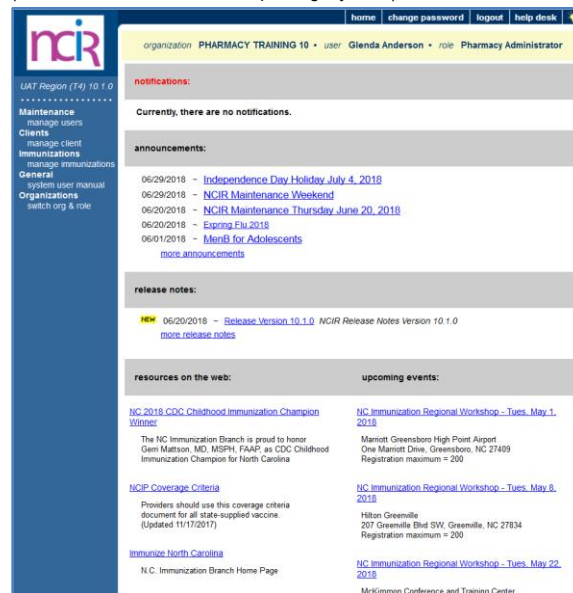 home change password logout help desk
ncir
organization PHARMACY TRAINING 10 • user Glenda Anderson • role Pharmacy Administrator
UAT Region (T4) 10.1.0
Maintenance
manage users
Clients
manage client
Immunizations
manage immunizations
General
system user manual
Organizations
switch org & role
notifications:
Currently, there are no notifications.
announcements:
06/29/2018 ~ Independence Day Holiday July 4, 2018
06/29/2018 ~ NCIR Maintenance Weekend
06/20/2018 ~ NCIR Maintenance Thursday June 20, 2018
06/20/2018 ~ Expring Flu 2018
06/01/2018 ~ MenB for Adolescents
more announcements
release notes:
NEW 06/20/2018 ~ Release Version 10.1.0 NCIR Release Notes Version 10.1.0
more release notes
resources on the web:
NC 2018 CDC Childhood Immunization Champion
Winner
The NC Immunization Branch is proud to honor
Gerri Mattson, MD, MSPH, FAAP, as CDC Childhood
Immunization Champion for North Carolina
NCIP Coverage Criteria
Providers should use this coverage criteria
document for all state-supplied vaccine.
(Updated 11/17/2017)
Immunize North Carolina
N.C. Immunization Branch Home Page
upcoming events:
NC Immunization Regional Workshop - Tues. May 1,
2018
Marriott Greensboro High Point Airport
One Marriott Drive, Greensboro, NC 27409
Registration maximum = 200
NC Immunization Regional Workshop - Tues. May 8,
2018
Hilton Greenville
207 Greenville Blvd SW, Greenville, NC 27834
Registration maximum = 200
NC Immunization Regional Workshop - Tues. May 22,
2018
McKimmon Conference and Training Center